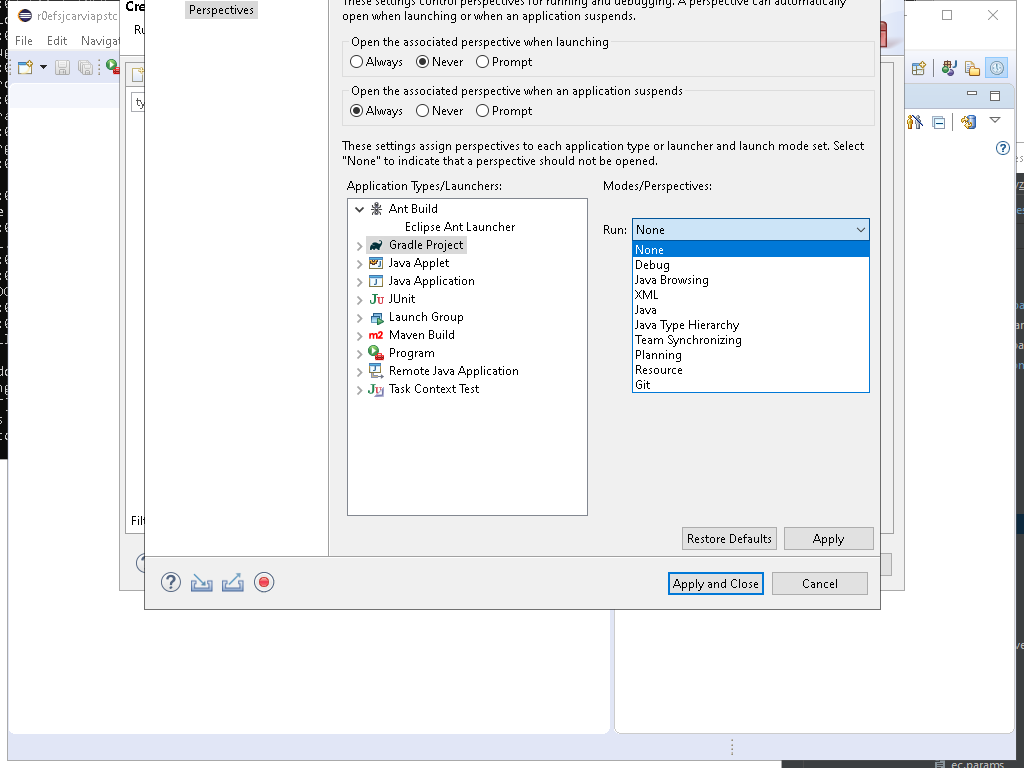 r0efsjcarviapstc
File Edit Navigat
Cre
Ru
ty
Filt
Perspectives
These settings control perspectives for running and debugging. A perspective can automatically
open when launching or when an application suspends.
Open the associated perspective when launching
Always Never Prompt
Open the associated perspective when an application suspends
Always Never Prompt
These settings assign perspectives to each application type or launcher and launch mode set. Select
"None" to indicate that a perspective should not be opened.
Application Types/Launchers:
Ant Build
Eclipse Ant Launcher
Gradle Project
Java Applet
Java Application
JUnit
Launch Group
Maven Build
Program
Remote Java Application
Task Context Test
Modes/Perspectives:
Run: None
None
Debug
Java Browsing
XML
Java
Java Type Hierarchy
Team Synchronizing
Planning
Resource
Git
Restore Defaults Apply
Apply and Close Cancel
ec.params